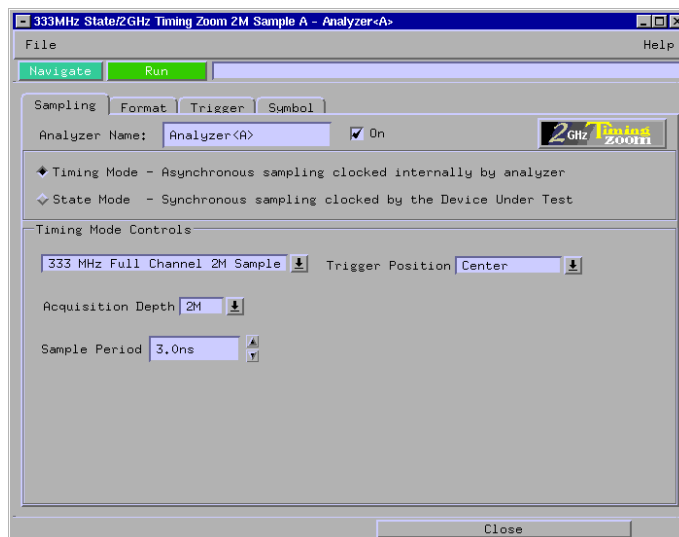 333MHz State/2GHz Timing Zoom 2M Sample A - Analyzer<A>
File Help
Navigate Run
Sampling Format Trigger Symbol
Analyzer Name: Analyzer<A> On 2 GHz Timing zoom
Timing Mode - Asynchronous sampling clocked internally by analyzer
State Mode - Synchronous sampling clocked by the Device Under Test
Timing Mode Controls
333 MHz Full Channel 2M Sample Trigger Position Center
Acquisition Depth 2M
Sample Period 3.0ns
Close